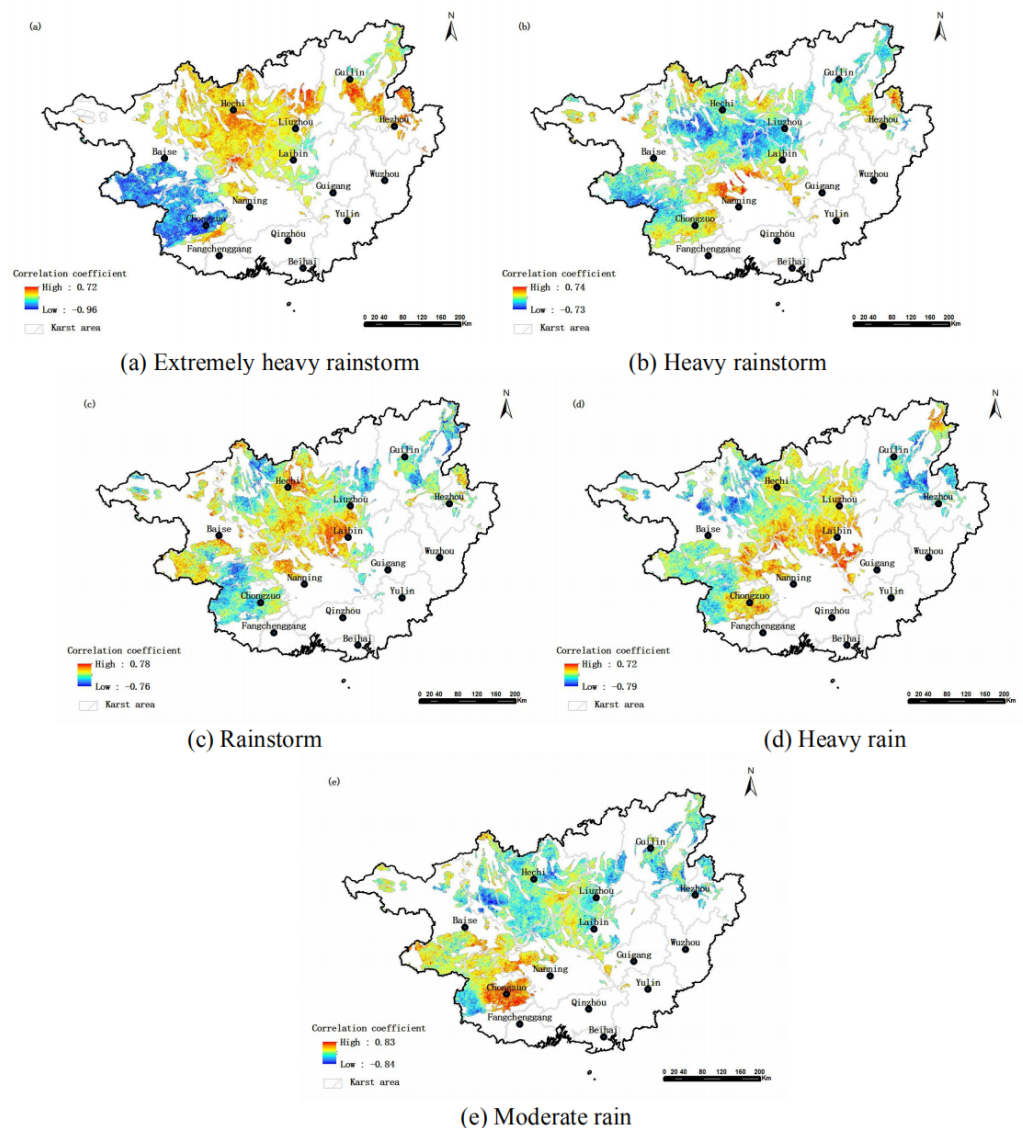 (a)
N
Guilin
Hechi
Liuzhou
Hezhou
Baise
Laibin
Wuzhou
Guigang
Nanning
Yulin
Chongzuo
Qinzhou
Fangchenggang
Beihai
Correlation coefficient
High : 0.72
Low : -0.96
Karst area
0 20 40 80 120 160 200
Km
(a) Extremely heavy rainstorm
(b)
N
Guilin
Hechi
Liuzhou
Hezhou
Baise
Laibin
Wuzhou
Guigang
Nanning
Yulin
Chongzuo
Qinzhou
Fangchenggang
Beihai
Correlation coefficient
High : 0.74
Low : -0.73
Karst area
0 20 40 80 120 160 200
Km
(b) Heavy rainstorm
(c)
N
Guilin
Hechi
Liuzhou
Hezhou
Baise
Laibin
Wuzhou
Guigang
Nanning
Yulin
Chongzuo
Qinzhou
Fangchenggang
Beihai
Correlation coefficient
High : 0.78
Low : -0.76
Karst area
0 20 40 80 120 160 200
Km
(c) Rainstorm
(d)
N
Guilin
Hechi
Liuzhou
Hezhou
Baise
Laibin
Wuzhou
Guigang
Nanning
Yulin
Chongzuo
Qinzhou
Fangchenggang
Beihai
Correlation coefficient
High : 0.72
Low : -0.79
Karst area
0 20 40 80 120 160 200
Km
(d) Heavy rain
(e)
N
Guilin
Hechi
Liuzhou
Hezhou
Baise
Laibin
Wuzhou
Guigang
Nanning
Yulin
Chongzuo
Qinzhou
Fangchenggang
Beihai
Correlation coefficient
High : 0.83
Low : -0.84
Karst area
0 20 40 80 120 160 200
Km
(e) Moderate rain